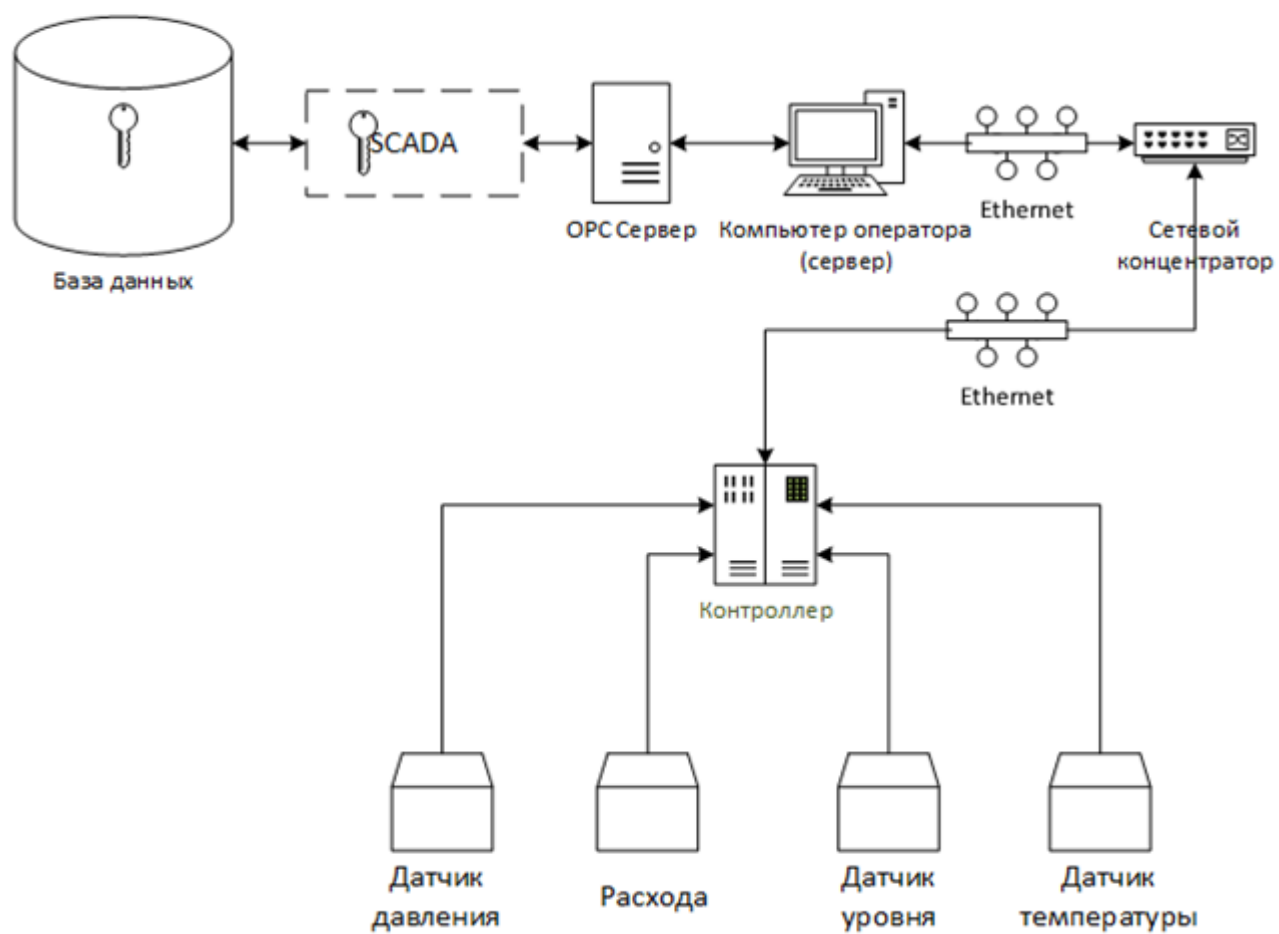 SCADA
OPC Сервер
Компьютер оператора
(сервер)
Ethernet
Сетевой
концентратор
База данных
Ethernet
Контроллер
Датчик
давления
Расхода
Датчик
уровня
Датчик
температуры